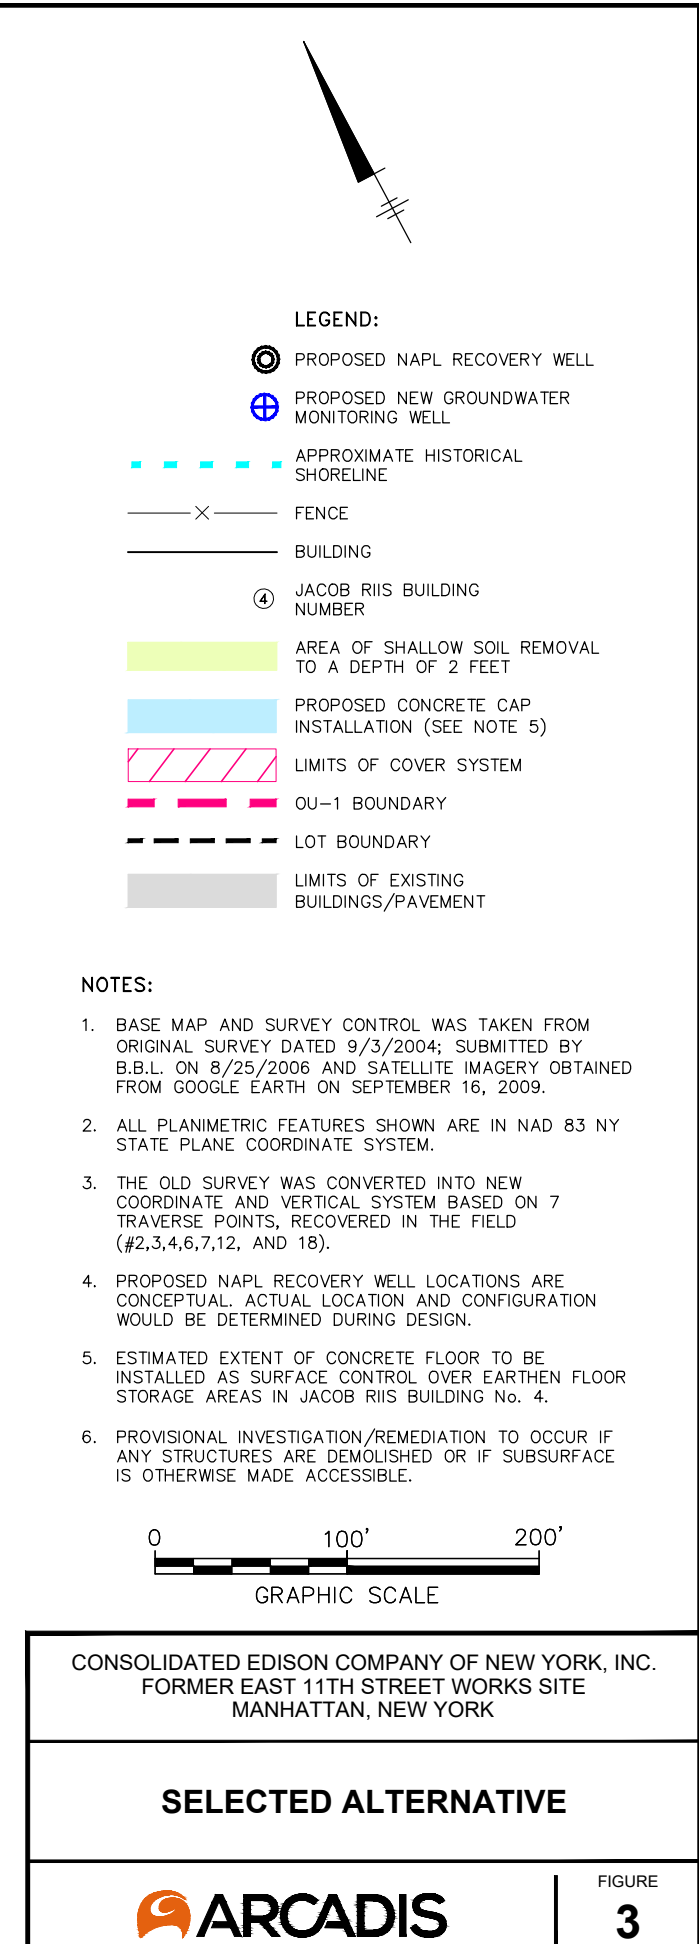 LEGEND:
PROPOSED NAPL RECOVERY WELL
PROPOSED NEW GROUNDWATER
MONITORING WELL
APPROXIMATE HISTORICAL
SHORELINE
FENCE
BUILDING
4
JACOB RIIS BUILDING
NUMBER
AREA OF SHALLOW SOIL REMOVAL
TO A DEPTH OF 2 FEET
PROPOSED CONCRETE CAP
INSTALLATION (SEE NOTE 5)
LIMITS OF COVER SYSTEM
OU-1 BOUNDARY
LOT BOUNDARY
LIMITS OF EXISTING
BUILDINGS/PAVEMENT
NOTES:
1. BASE MAP AND SURVEY CONTROL WAS TAKEN FROM
ORIGINAL SURVEY DATED 9/3/2004; SUBMITTED BY
B.B.L. ON 8/25/2006 AND SATELLITE IMAGERY OBTAINED
FROM GOOGLE EARTH ON SEPTEMBER 16, 2009.
2. ALL PLANIMETRIC FEATURES SHOWN ARE IN NAD 83 NY
STATE PLANE COORDINATE SYSTEM.
3. THE OLD SURVEY WAS CONVERTED INTO NEW
COORDINATE AND VERTICAL SYSTEM BASED ON 7
TRAVERSE POINTS, RECOVERED IN THE FIELD
(#2,3,4,6,7,12, AND 18).
4. PROPOSED NAPL RECOVERY WELL LOCATIONS ARE
CONCEPTUAL. ACTUAL LOCATION AND CONFIGURATION
WOULD BE DETERMINED DURING DESIGN.
5. ESTIMATED EXTENT OF CONCRETE FLOOR TO BE
INSTALLED AS SURFACE CONTROL OVER EARTHEN FLOOR
STORAGE AREAS IN JACOB RIIS BUILDING No. 4.
6. PROVISIONAL INVESTIGATION/REMEDIATION TO OCCUR IF
ANY STRUCTURES ARE DEMOLISHED OR IF SUBSURFACE
IS OTHERWISE MADE ACCESSIBLE.
0 100' 200'
GRAPHIC SCALE
CONSOLIDATED EDISON COMPANY OF NEW YORK, INC.
FORMER EAST 11TH STREET WORKS SITE
MANHATTAN, NEW YORK
SELECTED ALTERNATIVE
ARCADIS
FIGURE
3